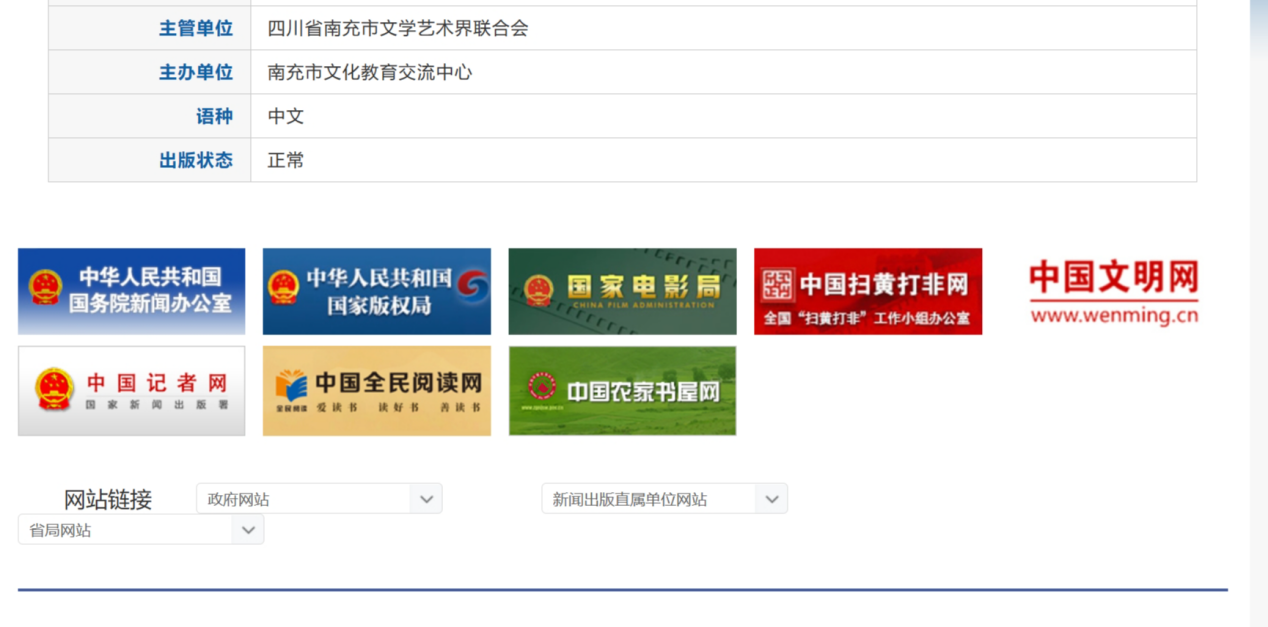 主管单位 四川省南充市文学艺术界联合会
主办单位 南充市文化教育交流中心
语种 中文
出版状态 正常
中华人民共和国
国务院新闻办公室
中华人民共和国
国家版权局
国家电影局
CHINA FILM ADMINISTRATION
中国扫黄打非网
全国“扫黄打非”工作小组办公室
中国文明网
www.wenming.cn
中国记者网
国家新闻出版署
中国全民阅读网
全民阅读 爱读书 读好书 善读书
中国农家书屋网
网站链接 政府网站 新闻出版直属单位网站
省局网站